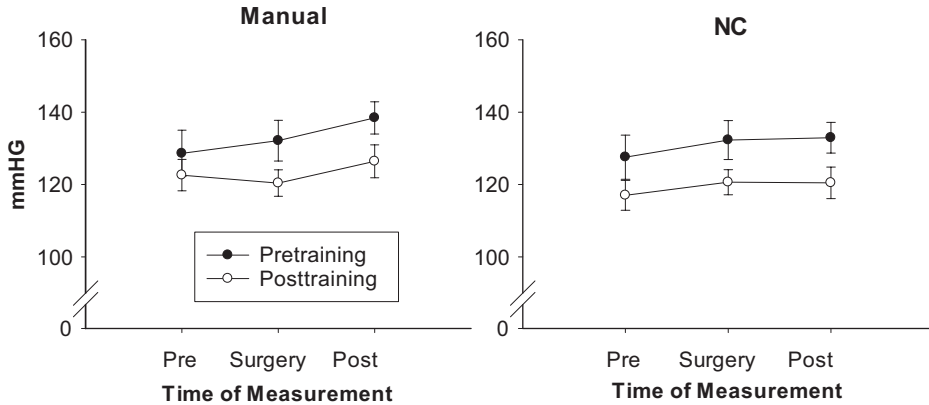 Manual
NC
160
140
120
100
0
mmHG
Pretraining
Posttraining
Pre Surgery Post
Time of Measurement
160
140
120
100
0
Pre Surgery Post
Time of Measurement